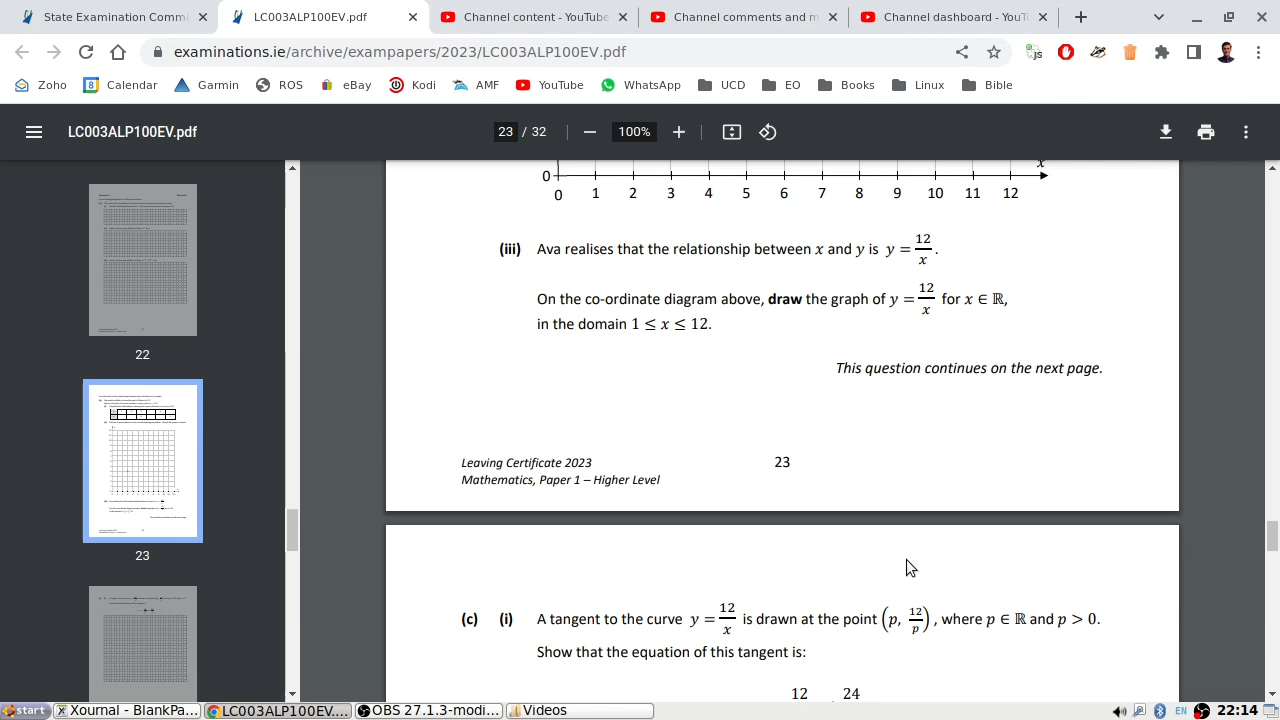 State Examination Commi
LC003ALP100EV.pdf
Channel content - YouTube
Channel comments and m
Channel dashboard - YouT
examinations.ie/archive/exampapers/2023/LC003ALP100EV.pdf
Zoho
Calendar
Garmin
ROS
eBay
Kodi
AMF
YouTube
WhatsApp
UCD
EO
Books
Linux
Bible
LC003ALP100EV.pdf
23 / 32
100%
22
23
0
x
0 1 2 3 4 5 6 7 8 9 10 11 12
(iii) Ava realises that the relationship between x and y is y = 12/x .
On the co-ordinate diagram above, draw the graph of y = 12/x for x ∈ ℝ,
in the domain 1 ≤ x ≤ 12.
This question continues on the next page.
Leaving Certificate 2023
23
Mathematics, Paper 1 – Higher Level
(c) (i) A tangent to the curve y = 12/x is drawn at the point (p, 12/p), where p ∈ ℝ and p > 0.
Show that the equation of this tangent is:
12 24
start
Xournal - BlankPa...
LC003ALP100EV....
OBS 27.1.3-modi...
Videos
EN
22:14